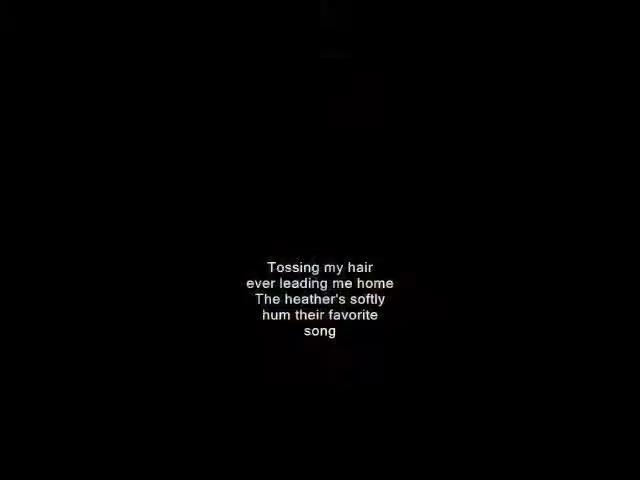 Tossing my hair
ever leading me home
The heather's softly
hum their favorite
song